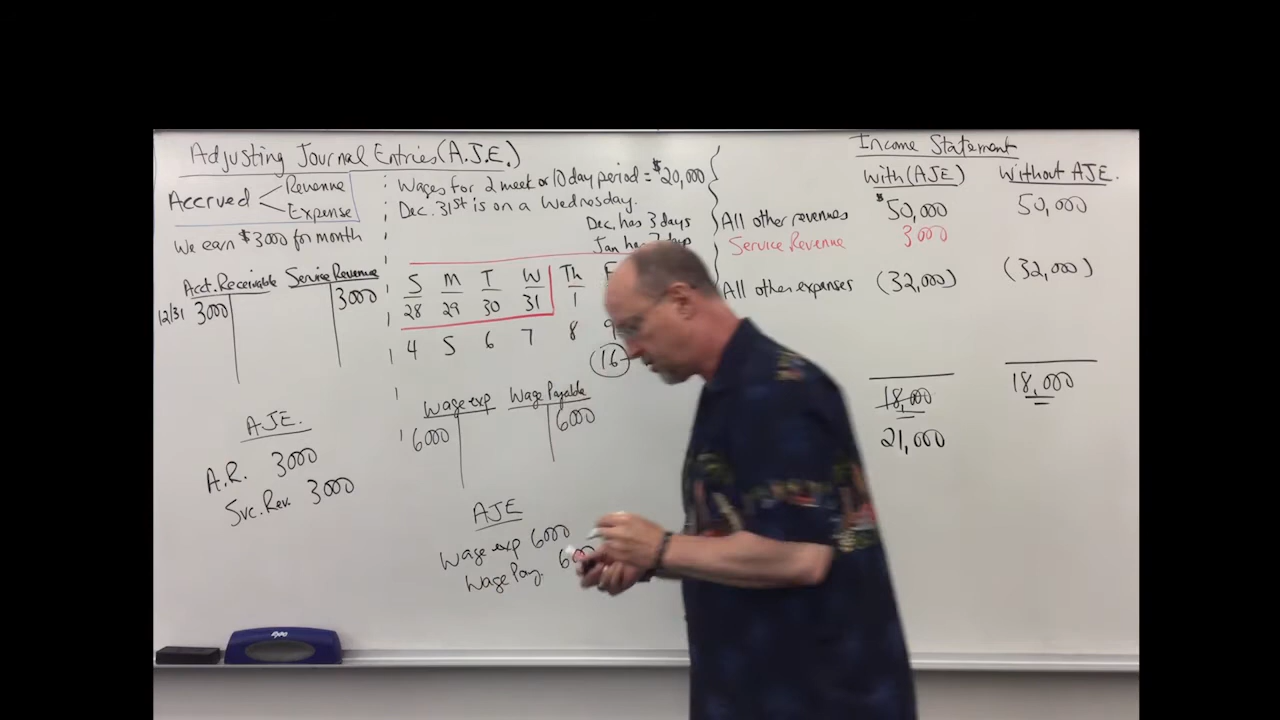 Adjusting Journal Entries (A.J.E.)
Accrued
Revenue
Expense
We earn $3000 for month
Acct. Receivable Service Revenue
12/31 3000 3000
A.J.E.
A.R. 3000
Svc. Rev. 3000
Wages for 2 week or 10 day period = $20,000
Dec. 31st is on a Wednesday.
Dec. has 3 days
Jan has
S M T W Th
28 29 30 31 1
4 5 6 7 8
16
Wage exp Wage Payable
6000 6000
AJE
Wage exp 6000
Wage Pay.
Income Statement
With (AJE) Without AJE.
All other revenues $50,000 50,000
Service Revenue 3000
All other expenses (32,000) (32,000)
18,000 18,000
21,000
EXPO